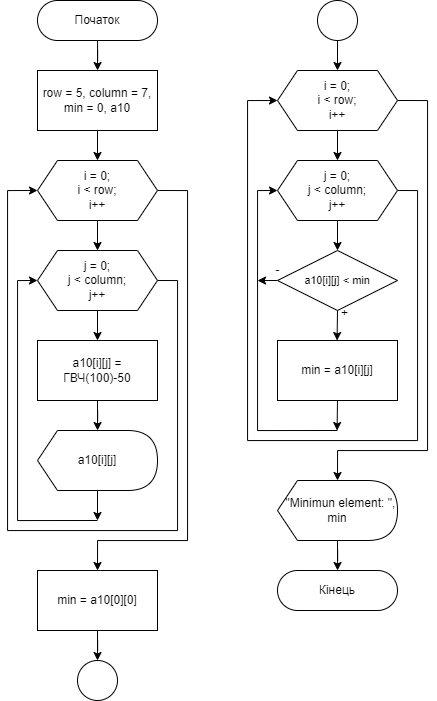 Початок
row = 5, column = 7,
min = 0, a10
i = 0;
i < row;
i++
j = 0;
j < column;
j++
a10[i][j] =
ГВЧ(100)-50
a10[i][j]
min = a10[0][0]
i = 0;
i < row;
i++
j = 0;
j < column;
j++
a10[i][j] < min
-
+
min = a10[i][j]
"Minimun element: ",
min
Кінець